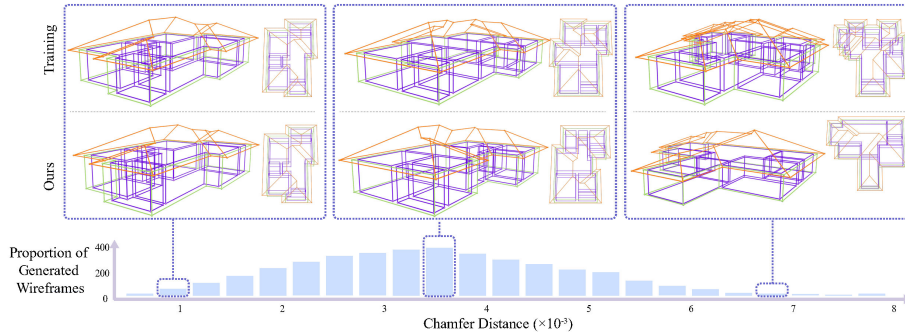 Training
Ours
Proportion of
Generated
Wireframes
400
200
0
1 2 3 4 5 6 7 8
Chamfer Distance (×10⁻³)